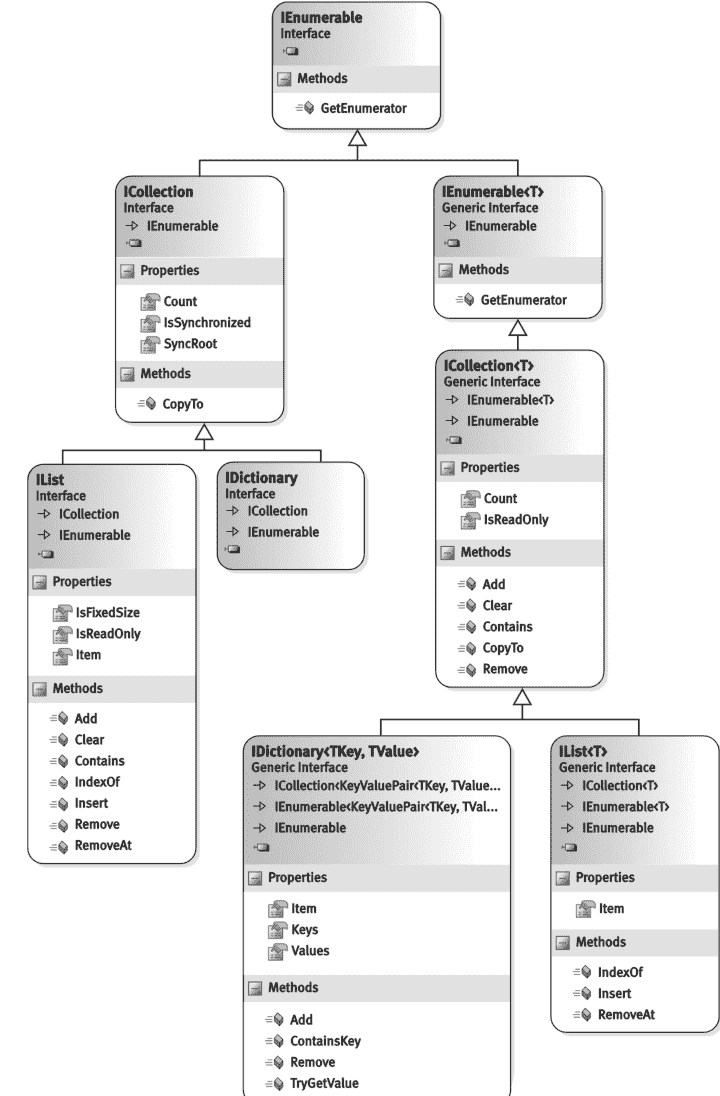 IEnumerable
Interface
Methods
GetEnumerator
ICollection
Interface
IEnumerable
Properties
Count
IsSynchronized
SyncRoot
Methods
CopyTo
IEnumerable<T>
Generic Interface
IEnumerable
Methods
GetEnumerator
ICollection<T>
Generic Interface
IEnumerable<T>
IEnumerable
Properties
Count
IsReadOnly
Methods
Add
Clear
Contains
CopyTo
Remove
IList
Interface
ICollection
IEnumerable
Properties
IsFixedSize
IsReadOnly
Item
Methods
Add
Clear
Contains
IndexOf
Insert
Remove
RemoveAt
IDictionary
Interface
ICollection
IEnumerable
IDictionary<TKey, TValue>
Generic Interface
ICollection<KeyValuePair<TKey, TValue...
IEnumerable<KeyValuePair<TKey, TVal...
IEnumerable
Properties
Item
Keys
Values
Methods
Add
ContainsKey
Remove
TryGetValue
IList<T>
Generic Interface
ICollection<T>
IEnumerable<T>
IEnumerable
Properties
Item
Methods
IndexOf
Insert
RemoveAt